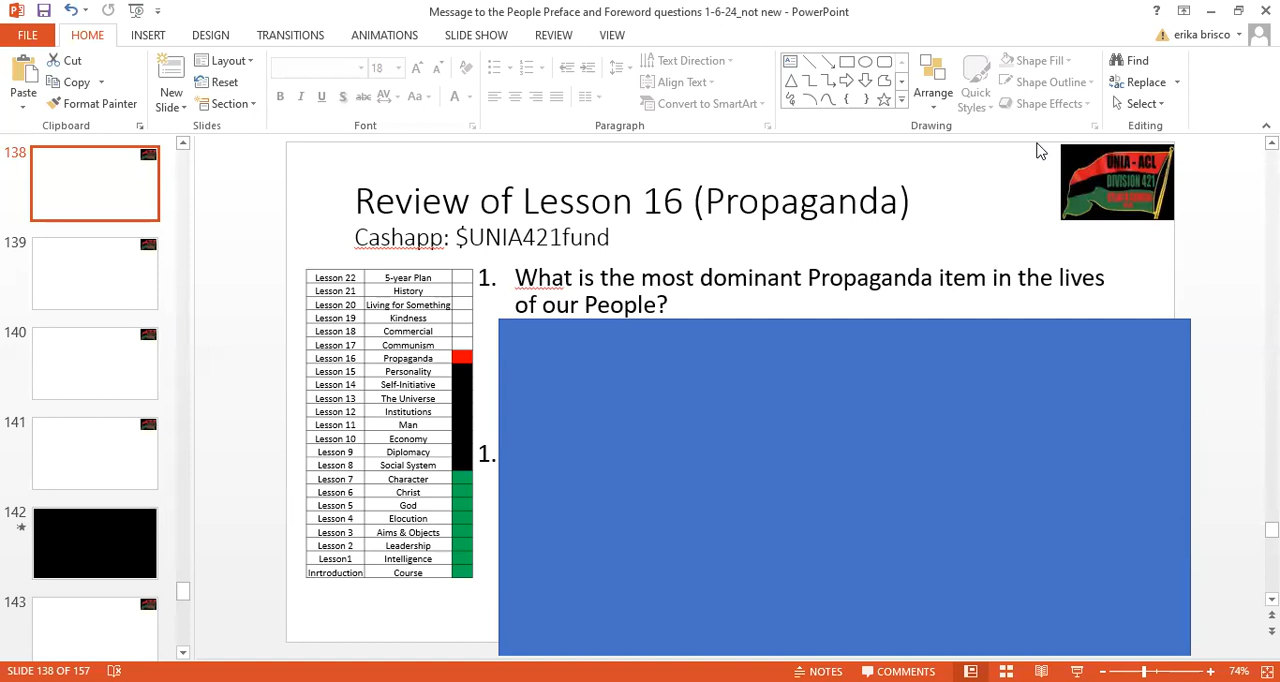 Message to the People Preface and Foreword questions 1-6-24_not new - PowerPoint
?
FILE HOME INSERT DESIGN TRANSITIONS ANIMATIONS SLIDE SHOW REVIEW VIEW erika brisco
Paste
Cut
Copy
Format Painter
Clipboard
New Slide
Layout
Reset
Section
Slides
18
B I U S abc AV Aa A
Font
Text Direction
Align Text
Convert to SmartArt
Paragraph
Arrange
Quick Styles
Shape Fill
Shape Outline
Shape Effects
Drawing
Find
Replace
Select
Editing
138
139
140
141
142
143
Review of Lesson 16 (Propaganda)
Cashapp: $UNIA421fund
UNIA - ACL
DIVISION 421
Lesson 22 5-year Plan
Lesson 21 History
Lesson 20 Living for Something
Lesson 19 Kindness
Lesson 18 Commercial
Lesson 17 Communism
Lesson 16 Propaganda
Lesson 15 Personality
Lesson 14 Self-Initiative
Lesson 13 The Universe
Lesson 12 Institutions
Lesson 11 Man
Lesson 10 Economy
Lesson 9 Diplomacy
Lesson 8 Social System
Lesson 7 Character
Lesson 6 Christ
Lesson 5 God
Lesson 4 Elocution
Lesson 3 Aims & Objects
Lesson 2 Leadership
Lesson1 Intelligence
Inrtroduction Course
1. What is the most dominant Propaganda item in the lives
of our People?
1.
SLIDE 138 OF 157 NOTES COMMENTS 74%